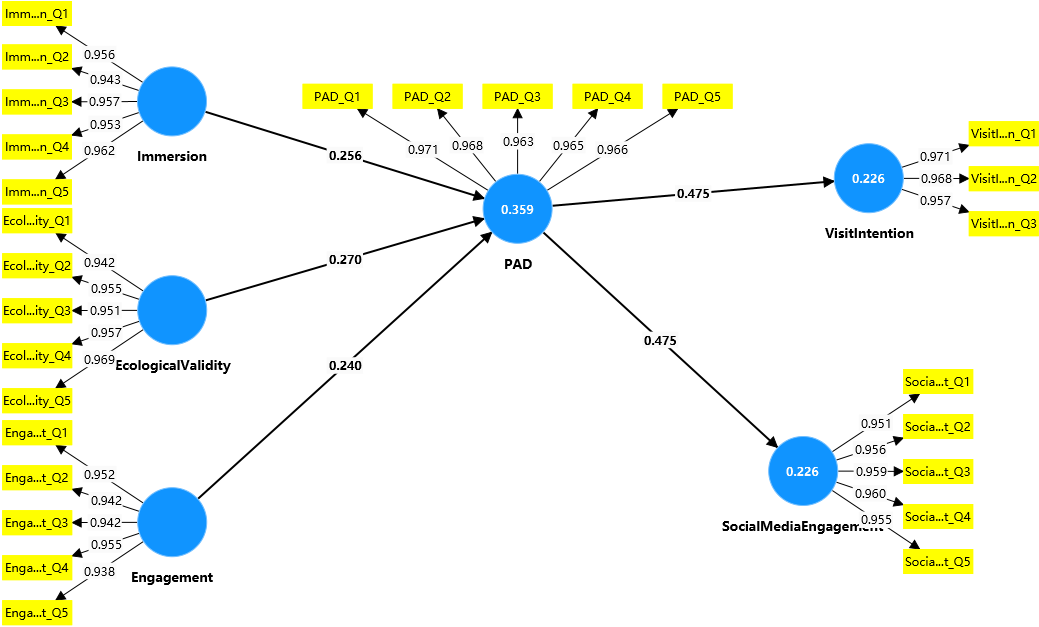 Imm...n_Q1
Imm...n_Q2
Imm...n_Q3
Imm...n_Q4
Imm...n_Q5
0.956
0.943
0.957
0.953
0.962
Immersion
Ecol...ity_Q1
Ecol...ity_Q2
Ecol...ity_Q3
Ecol...ity_Q4
Ecol...ity_Q5
0.942
0.955
0.951
0.957
0.969
EcologicalValidity
Enga...t_Q1
Enga...t_Q2
Enga...t_Q3
Enga...t_Q4
Enga...t_Q5
0.952
0.942
0.942
0.955
0.938
Engagement
0.256
0.270
0.240
PAD_Q1
PAD_Q2
PAD_Q3
PAD_Q4
PAD_Q5
0.971
0.968
0.963
0.965
0.966
0.359
PAD
0.475
0.475
0.226
VisitIntention
0.971
0.968
0.957
VisitI...n_Q1
VisitI...n_Q2
VisitI...n_Q3
0.226
SocialMediaEngagement
0.951
0.956
0.959
0.960
0.955
Socia...t_Q1
Socia...t_Q2
Socia...t_Q3
Socia...t_Q4
Socia...t_Q5